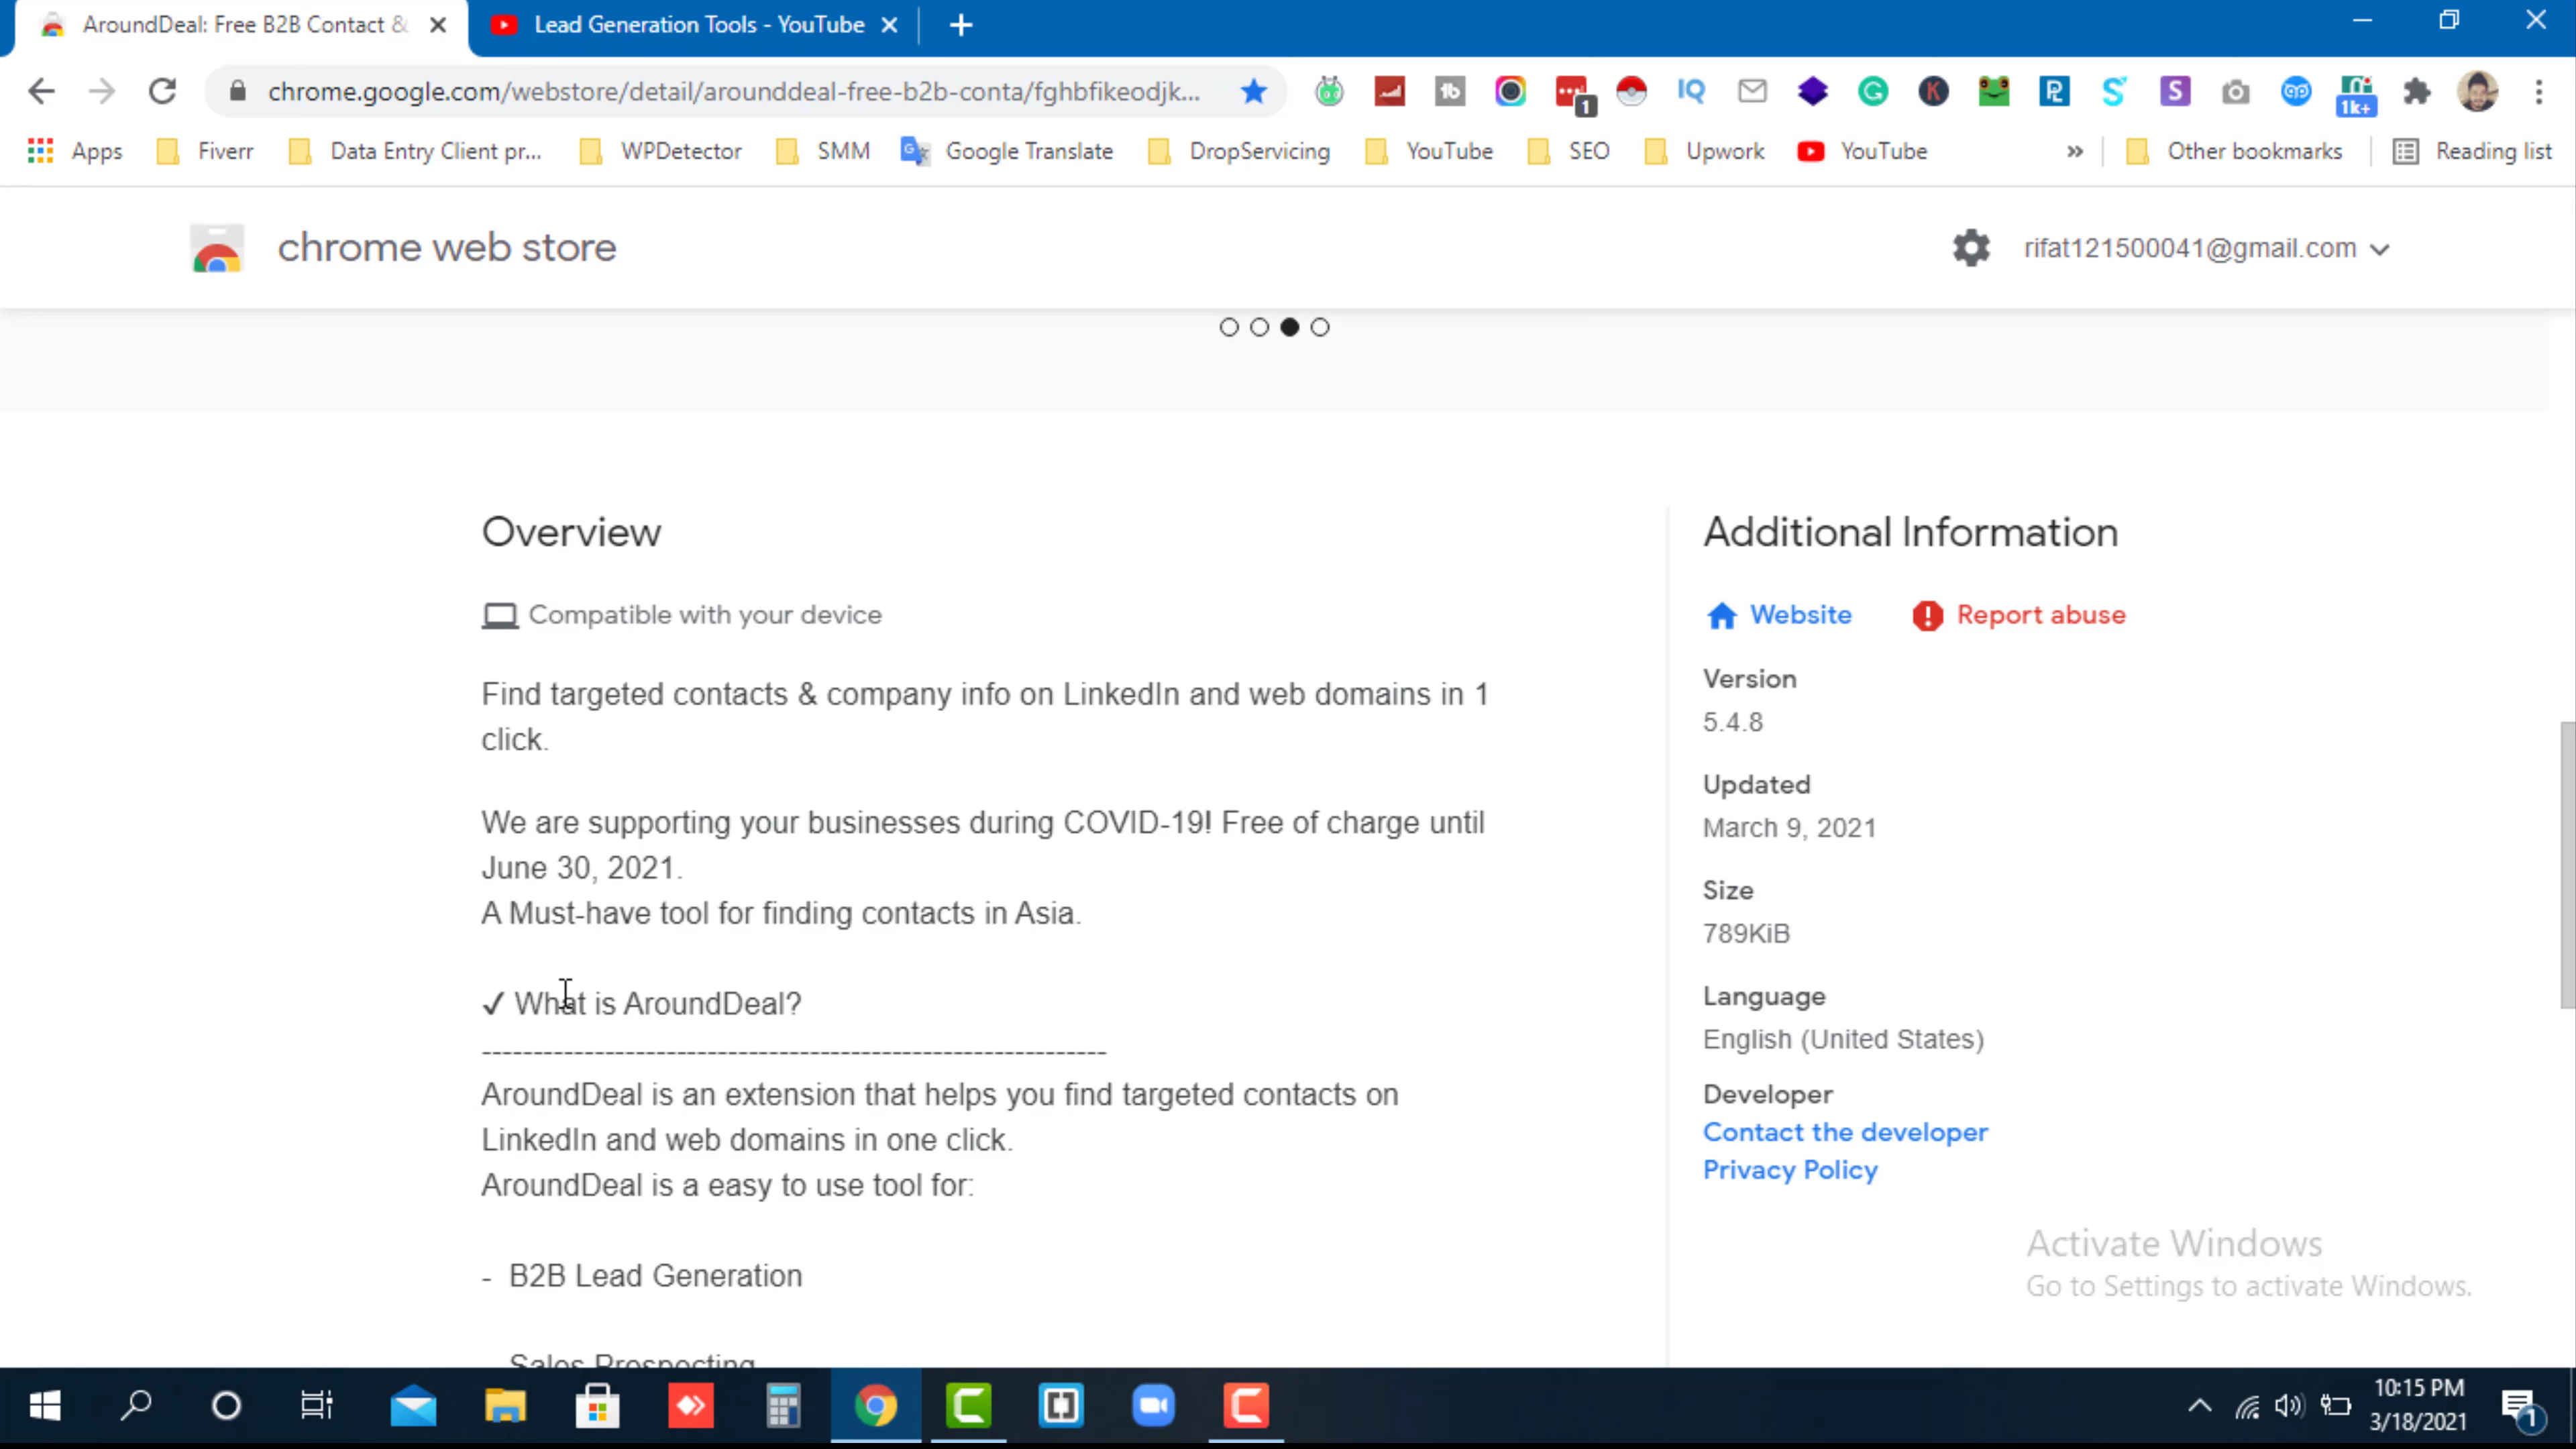 AroundDeal: Free B2B Contact &
Lead Generation Tools - YouTube
chrome.google.com/webstore/detail/arounddeal-free-b2b-conta/fghbfikeodjk...
1
IQ
1k+
Apps
Fiverr
Data Entry Client pr...
WPDetector
SMM
Google Translate
DropServicing
YouTube
SEO
Upwork
YouTube
»
Other bookmarks
Reading list
chrome web store
rifat121500041@gmail.com
Overview
Compatible with your device
Find targeted contacts & company info on LinkedIn and web domains in 1
click.
We are supporting your businesses during COVID-19! Free of charge until
June 30, 2021.
A Must-have tool for finding contacts in Asia.
✓ What is AroundDeal?
-------------------------------------------------------------
AroundDeal is an extension that helps you find targeted contacts on
LinkedIn and web domains in one click.
AroundDeal is a easy to use tool for:
- B2B Lead Generation
Sales Prospecting
Additional Information
Website
Report abuse
Version
5.4.8
Updated
March 9, 2021
Size
789KiB
Language
English (United States)
Developer
Contact the developer
Privacy Policy
Activate Windows
Go to Settings to activate Windows.
10:15 PM
3/18/2021
1